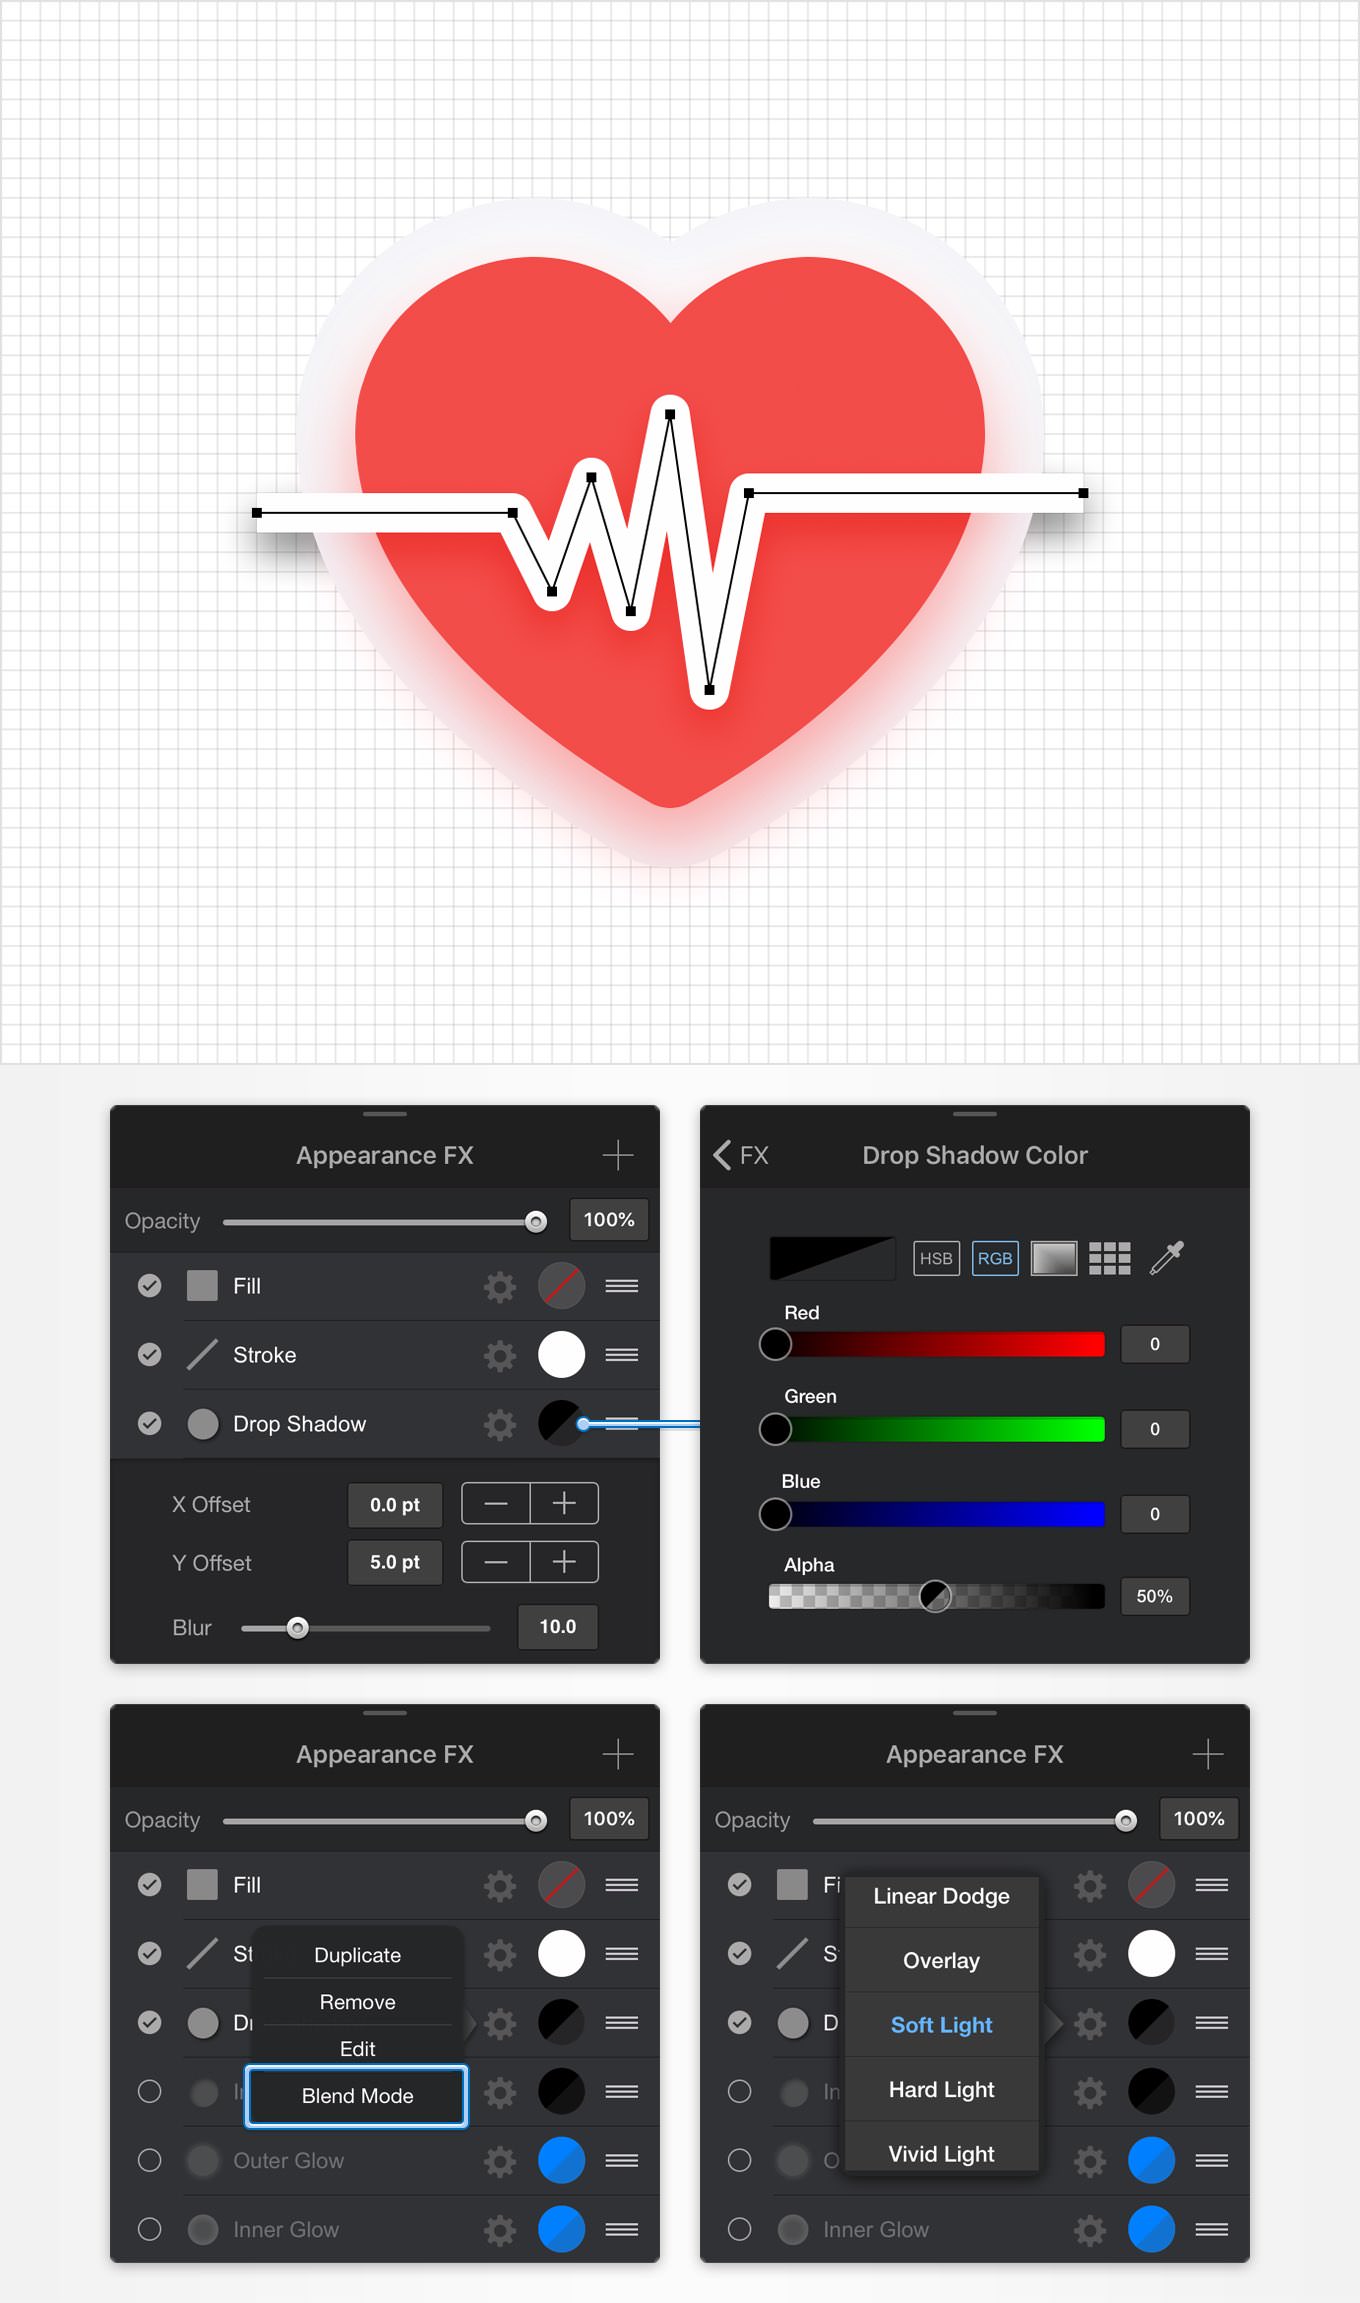 Appearance FX
Opacity 100%
Fill
Stroke
Drop Shadow
X Offset 0.0 pt
Y Offset 5.0 pt
Blur 10.0
FX Drop Shadow Color
HSB RGB
Red
0
Green
0
Blue
0
Alpha
50%
Appearance FX
Opacity 100%
Fill
St
Duplicate
Remove
Dr
Edit
Blend Mode
In
Outer Glow
Inner Glow
Appearance FX
Opacity 100%
Fi
Linear Dodge
S
Overlay
D
Soft Light
In
Hard Light
O
Vivid Light
Inner Glow